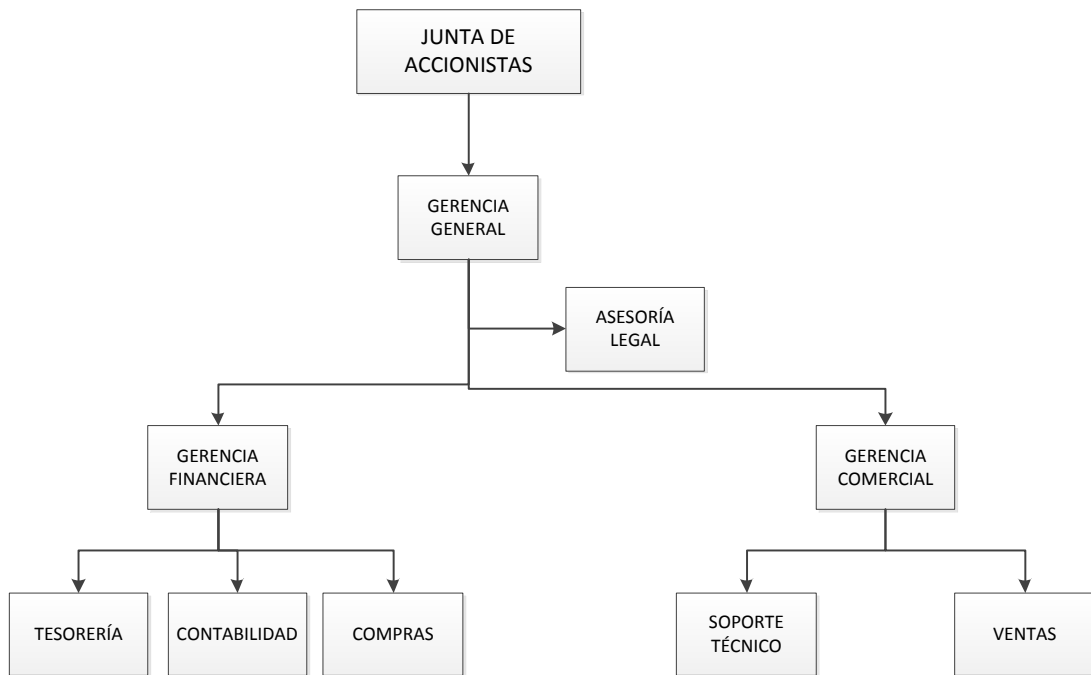 JUNTA DE
ACCIONISTAS
GERENCIA
GENERAL
ASESORÍA
LEGAL
GERENCIA
FINANCIERA
GERENCIA
COMERCIAL
TESORERÍA
CONTABILIDAD
COMPRAS
SOPORTE
TÉCNICO
VENTAS